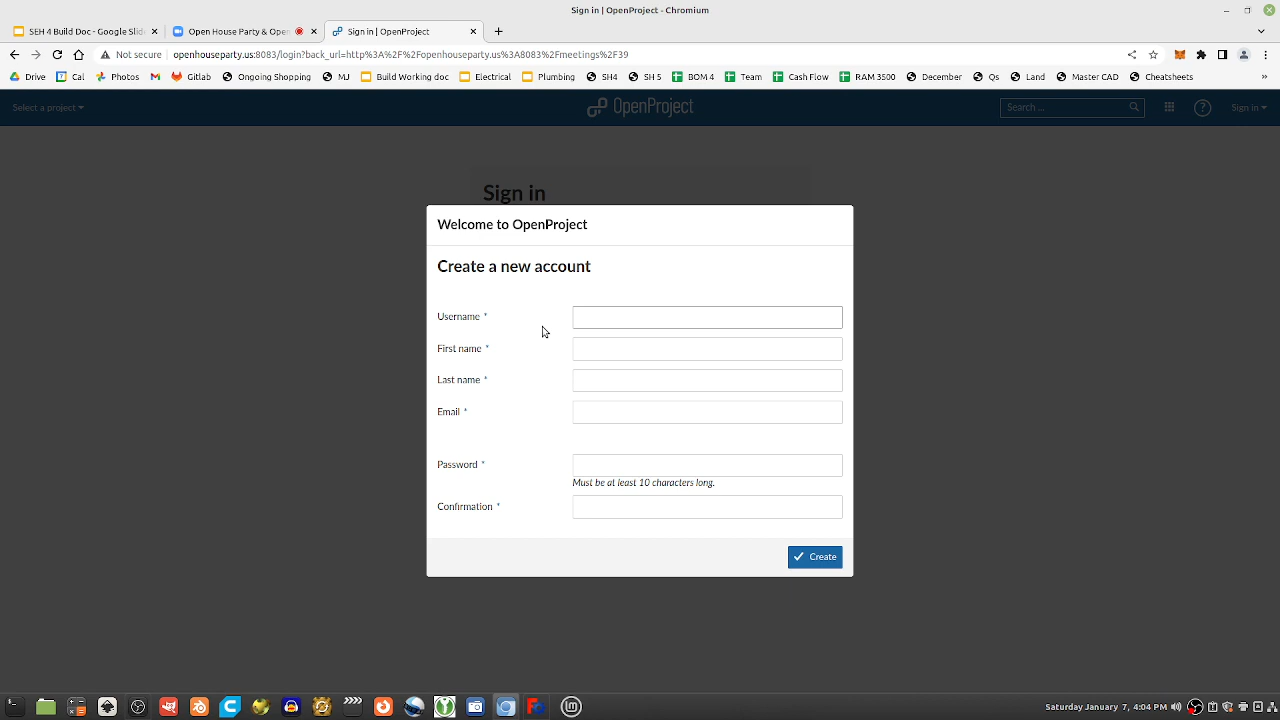 Sign in | OpenProject - Chromium
SEH 4 Build Doc - Google Slid
Open House Party & Open
Sign in | OpenProject
Not secure
openhouseparty.us:8083/login?back_url=http%3A%2F%2Fopenhouseparty.us%3A8083%2Fmeetings%2F39
Drive
Cal
Photos
Gitlab
Ongoing Shopping
MJ
Build Working doc
Electrical
Plumbing
SH4
SH 5
BOM 4
Team
Cash Flow
RAM 3500
December
Qs
Land
Master CAD
Cheatsheets
»
Select a project
OpenProject
Search ...
?
Sign in
Sign in
Welcome to OpenProject
Create a new account
Username *
First name *
Last name *
Email *
Password *
Must be at least 10 characters long.
Confirmation *
Create
Saturday January 7, 4:04 PM